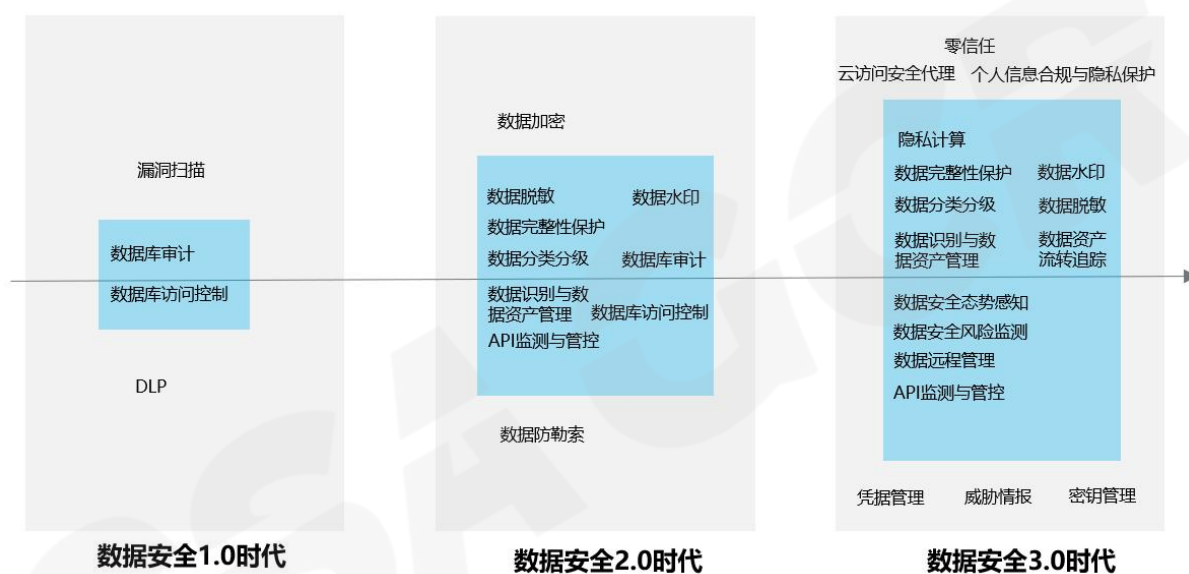 漏洞扫描
数据库审计
数据库访问控制
DLP
数据安全1.0时代
数据加密
数据脱敏 数据水印
数据完整性保护
数据分类分级 数据库审计
数据识别与数
据资产管理 数据库访问控制
API监测与管控
数据防勒索
数据安全2.0时代
零信任
云访问安全代理 个人信息合规与隐私保护
隐私计算
数据完整性保护 数据水印
数据分类分级 数据脱敏
数据识别与数 数据资产
据资产管理 流转追踪
数据安全态势感知
数据安全风险监测
数据远程管理
API监测与管控
凭据管理 威胁情报 密钥管理
数据安全3.0时代